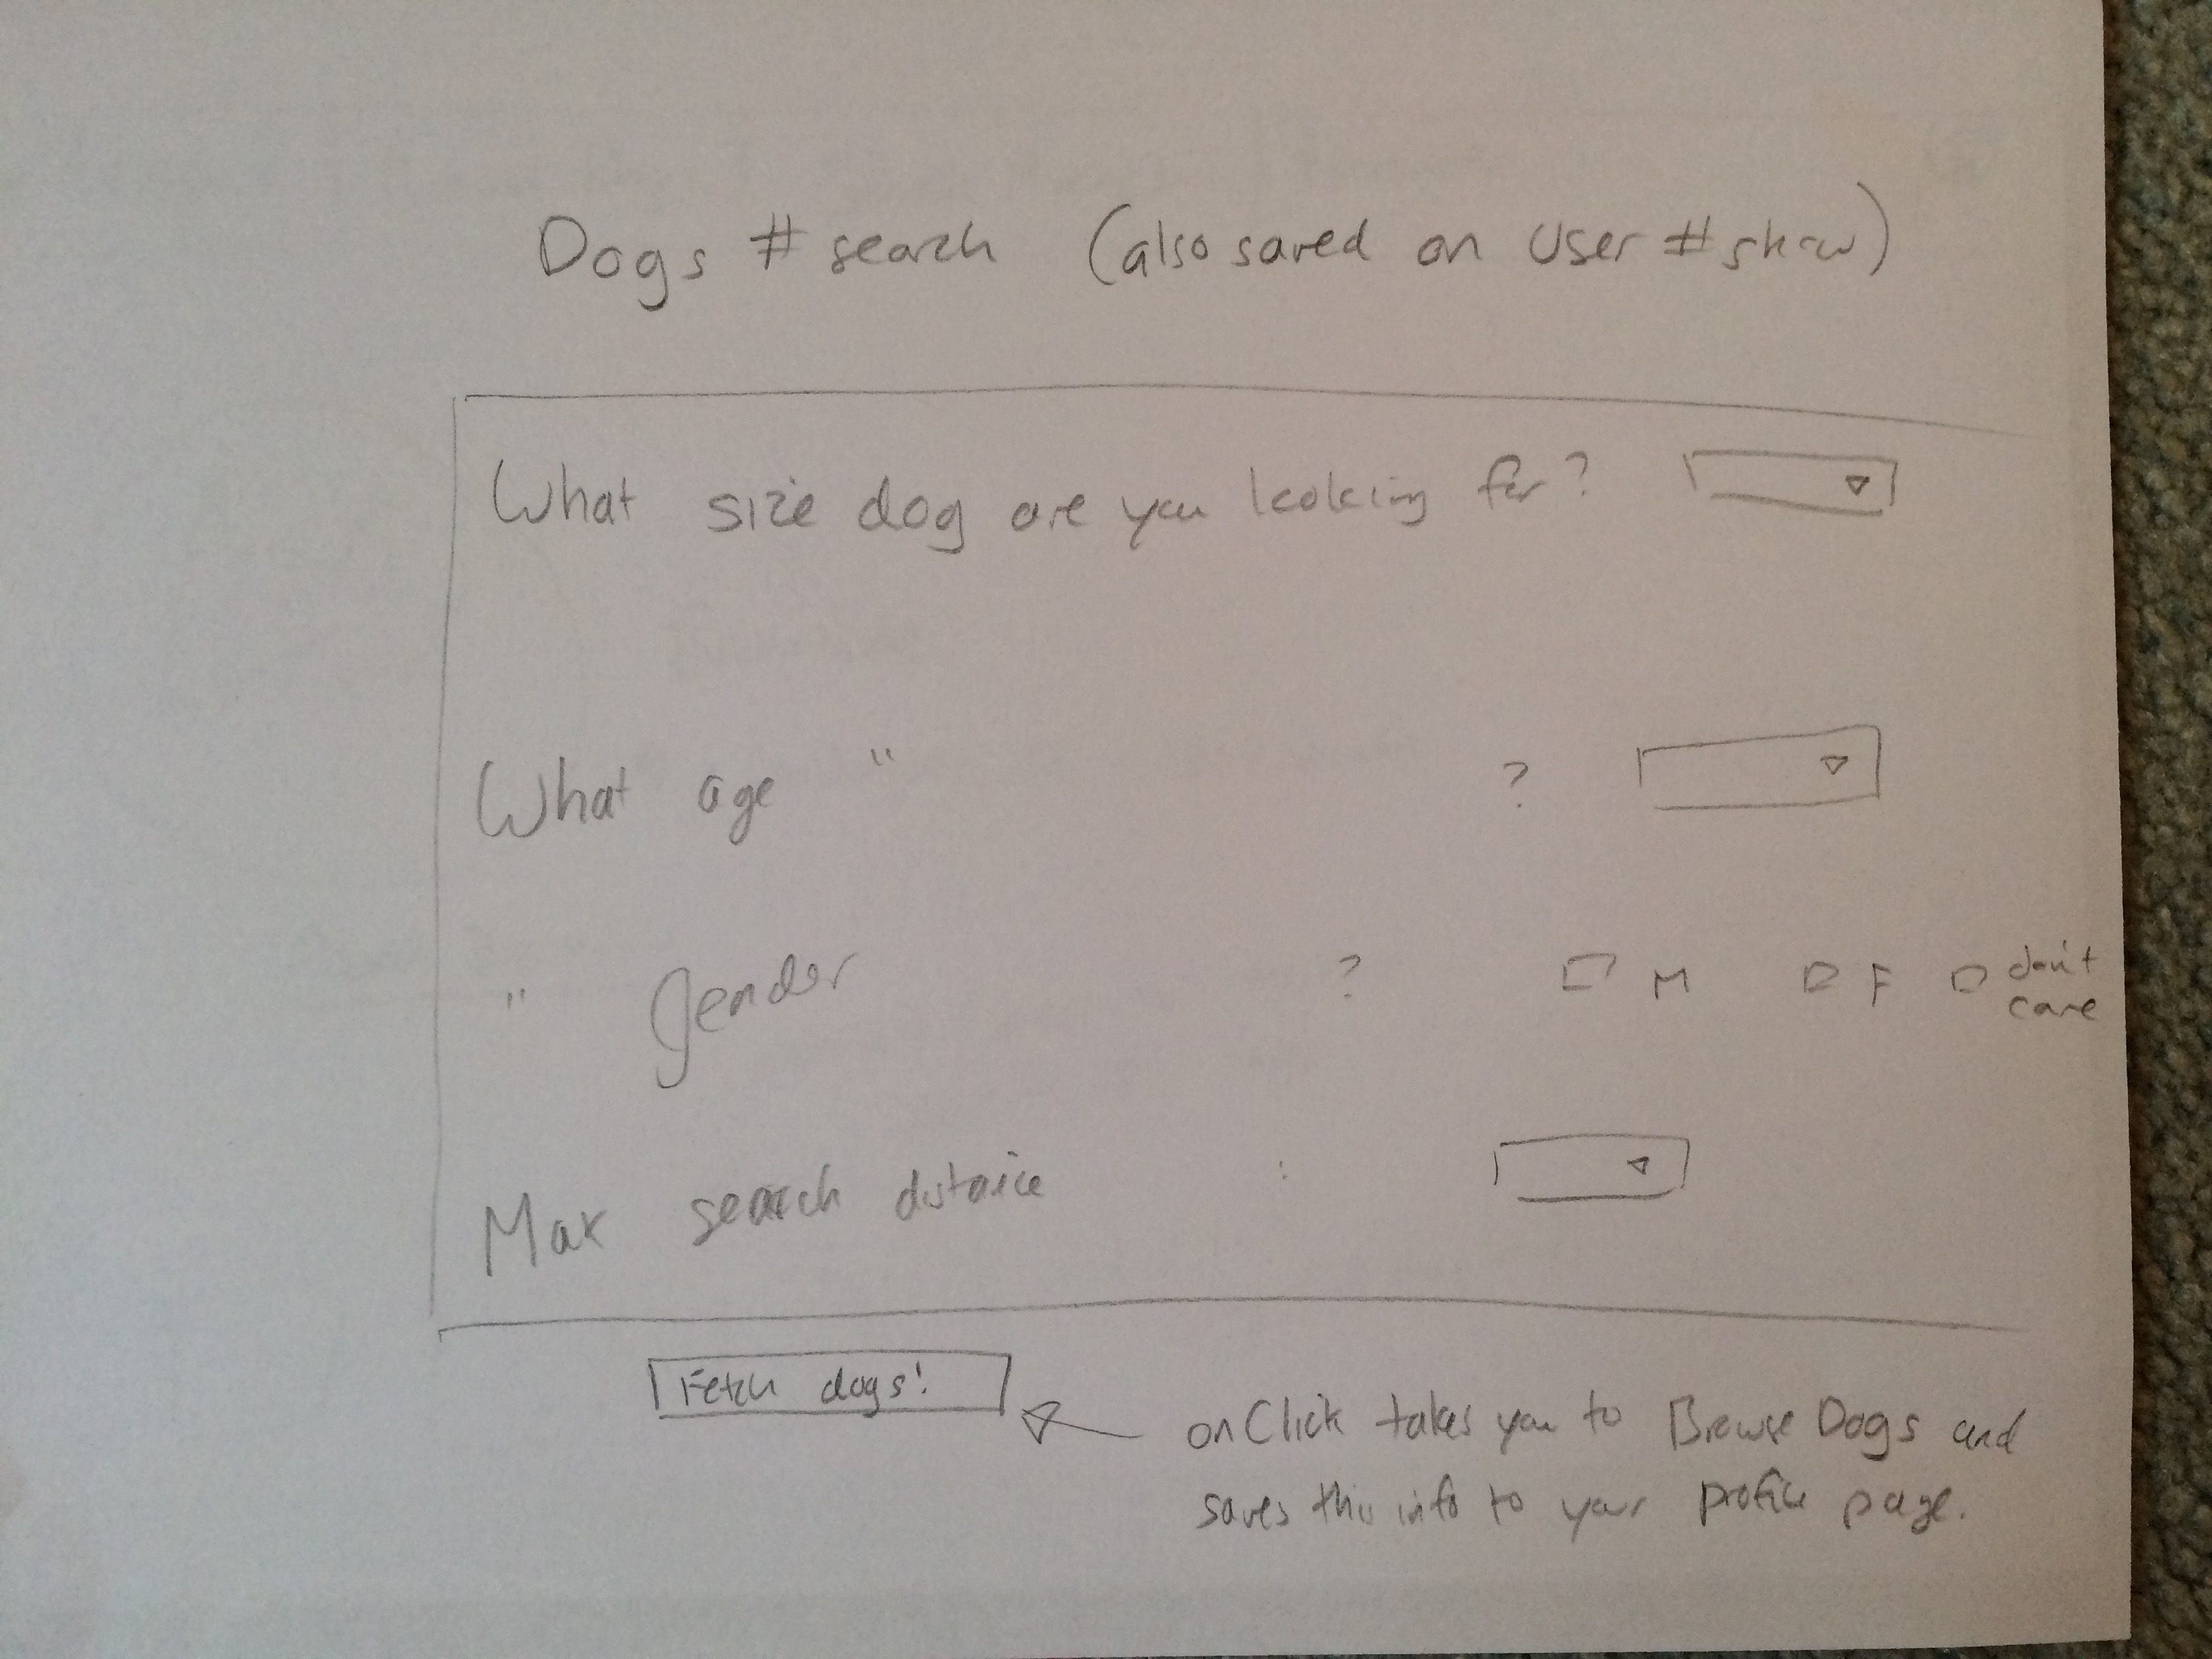 Dogs #search (also saved on User #show)
What size dog are you looking for?
What age " ?
" gender ? M F don't care
Max search distance :
Fetch dogs!
onClick takes you to Browse Dogs and
saves this info to your profile page.